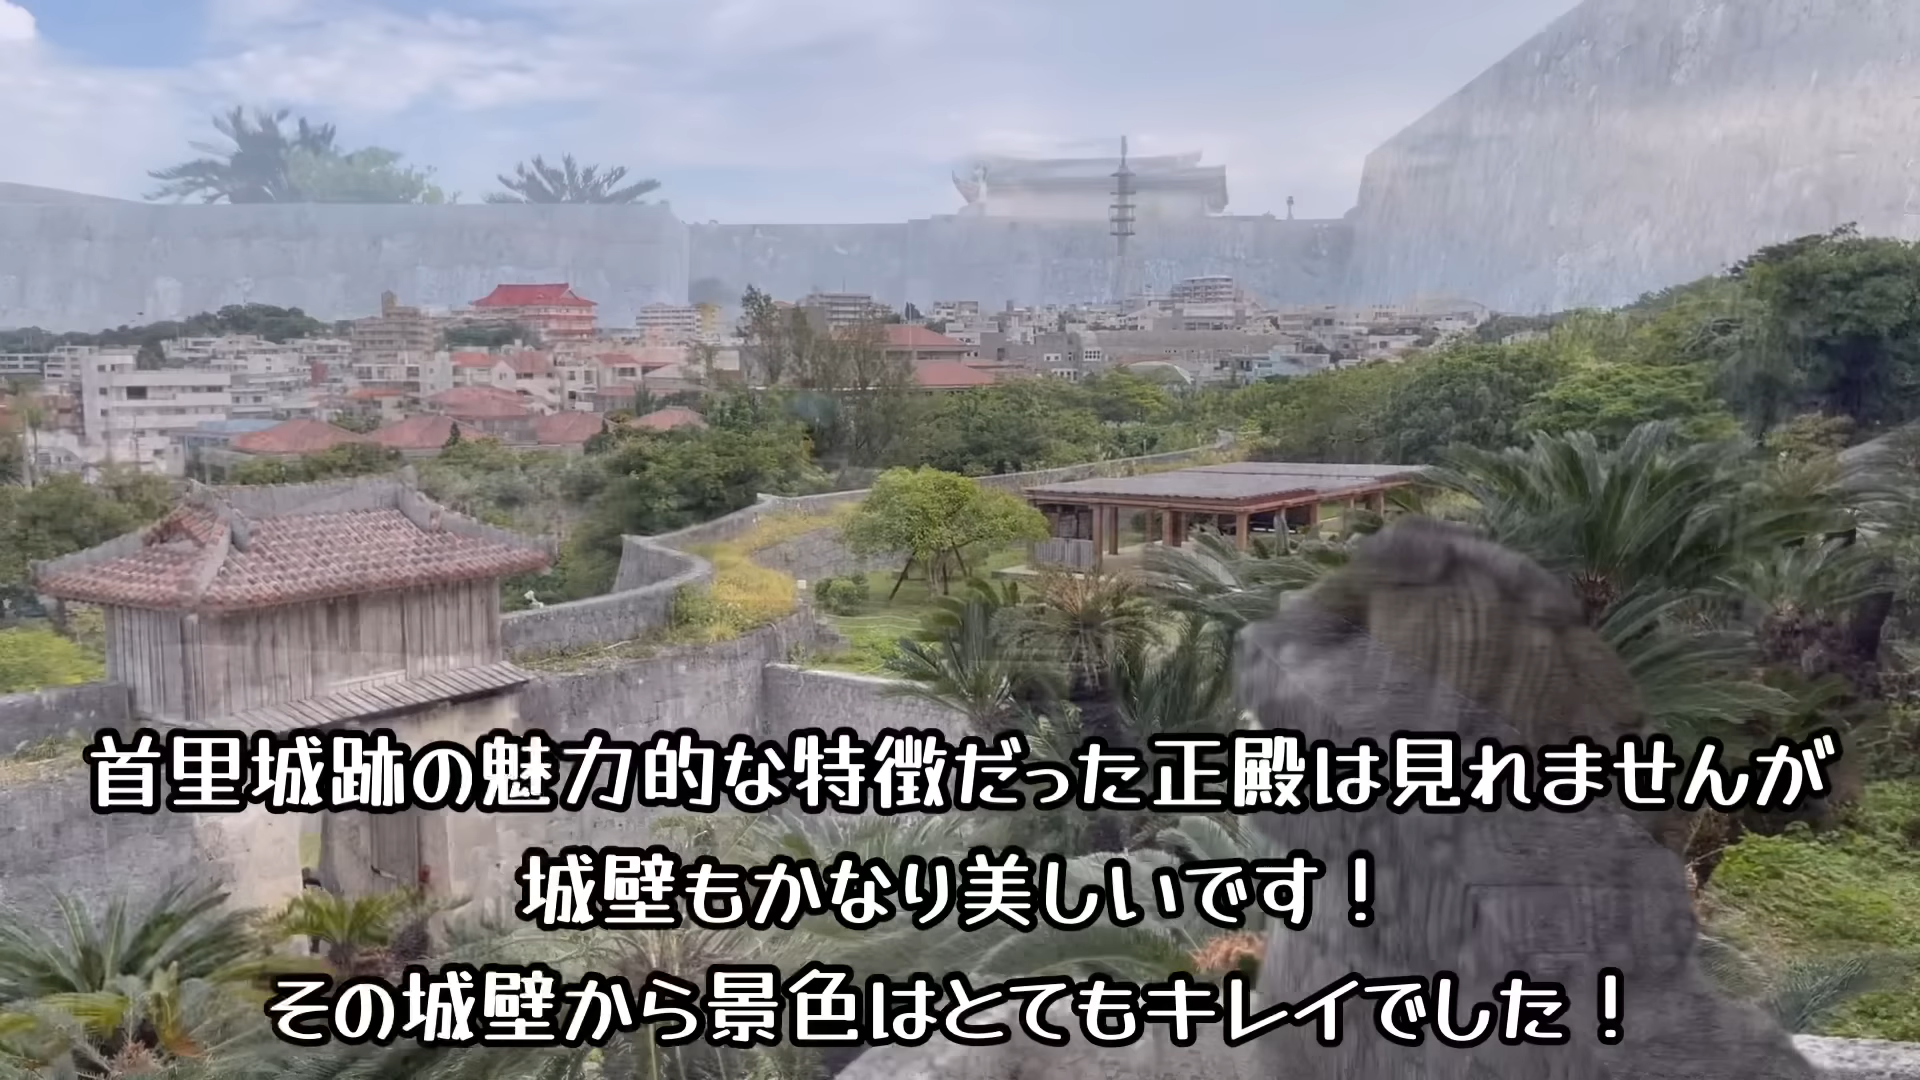 首里城跡の魅力的な特徴だった正殿は見れませんが
城壁もかなり美しいです！
その城壁から景色はとてもキレイでした！